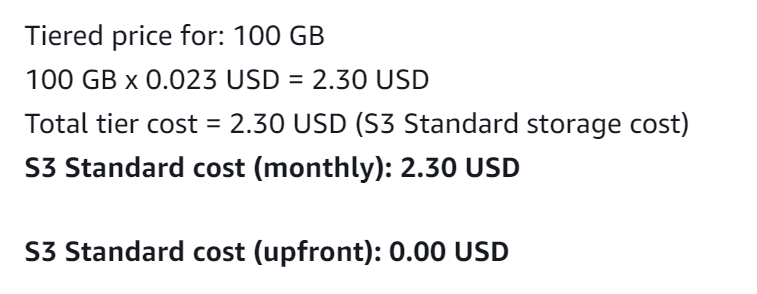 Tiered price for: 100 GB
100 GB x 0.023 USD = 2.30 USD
Total tier cost = 2.30 USD (S3 Standard storage cost)
S3 Standard cost (monthly): 2.30 USD
S3 Standard cost (upfront): 0.00 USD